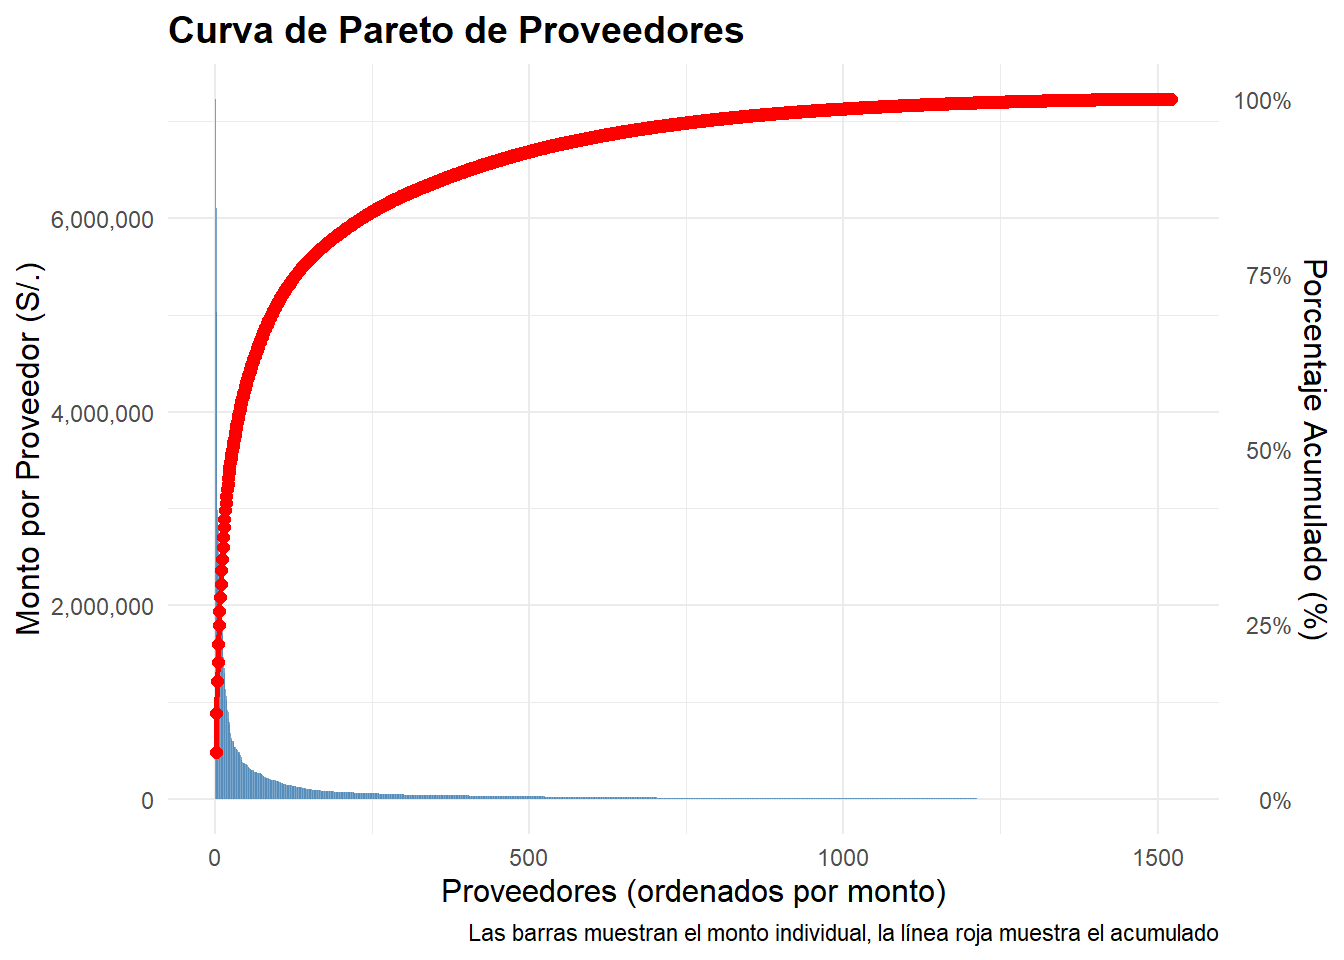 Curva de Pareto de Proveedores
Monto por Proveedor (S/.)
6,000,000
4,000,000
2,000,000
0
100%
75%
50%
25%
0%
Porcentaje Acumulado (%)
0
500
1000
1500
Proveedores (ordenados por monto)
Las barras muestran el monto individual, la línea roja muestra el acumulado